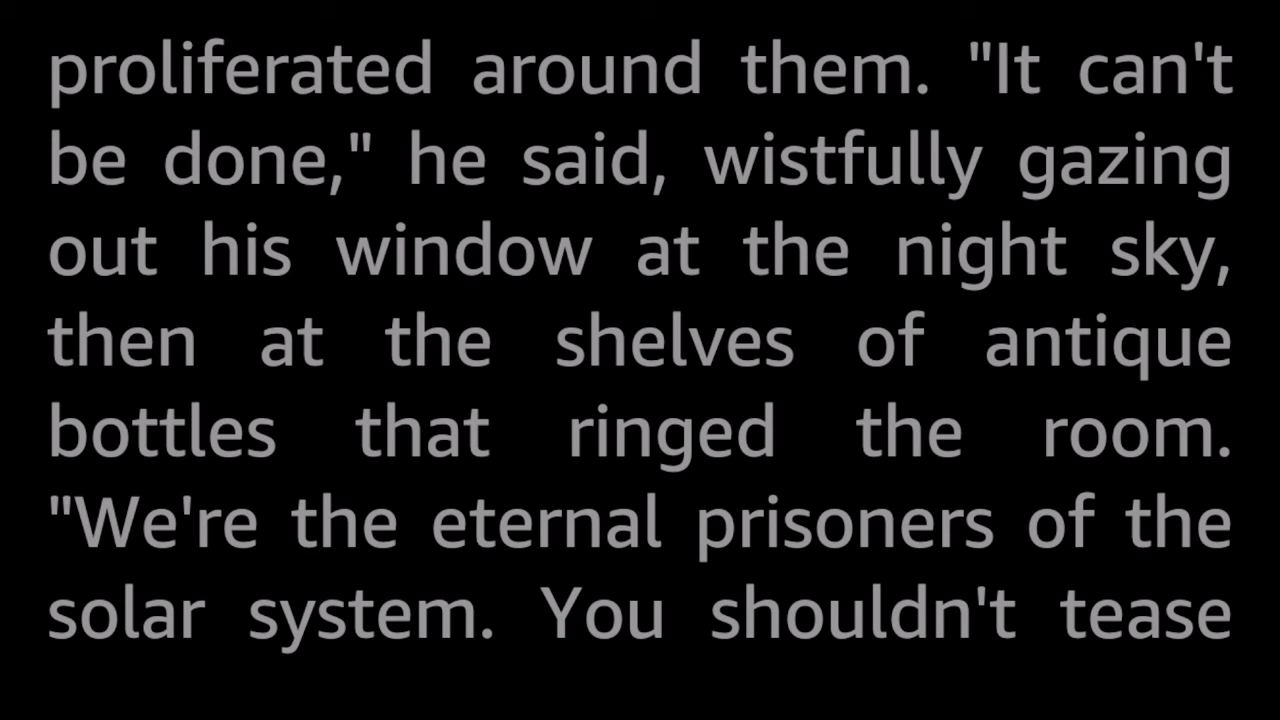 proliferated around them. "It can't
be done," he said, wistfully gazing
out his window at the night sky,
then at the shelves of antique
bottles that ringed the room.
"We're the eternal prisoners of the
solar system. You shouldn't tease